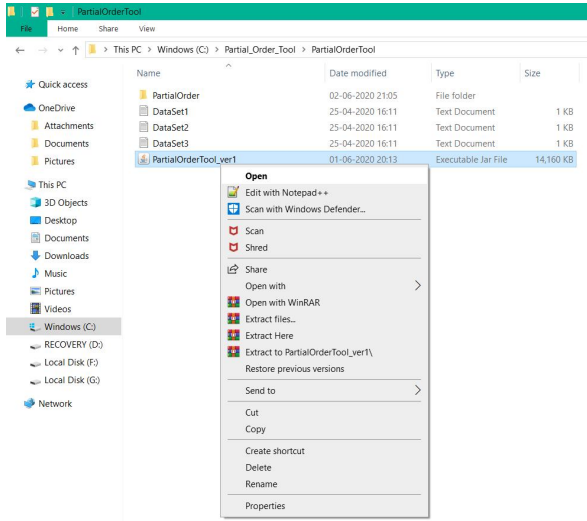 PartialOrderTool
File Home Share View
This PC > Windows (C:) > Partial_Order_Tool > PartialOrderTool
Name Date modified Type Size
Quick access
OneDrive
Attachments
Documents
Pictures
This PC
3D Objects
Desktop
Documents
Downloads
Music
Pictures
Videos
Windows (C:)
RECOVERY (D:)
Local Disk (F:)
Local Disk (G:)
Network
PartialOrder 02-06-2020 21:05 File folder
DataSet1 25-04-2020 16:11 Text Document 1 KB
DataSet2 25-04-2020 16:11 Text Document 1 KB
DataSet3 25-04-2020 16:11 Text Document 1 KB
PartialOrderTool_ver1 01-06-2020 20:13 Executable Jar File 14,160 KB
Open
Edit with Notepad++
Scan with Windows Defender...
Scan
Shred
Share
Open with
Open with WinRAR
Extract files...
Extract Here
Extract to PartialOrderTool_ver1\
Restore previous versions
Send to
Cut
Copy
Create shortcut
Delete
Rename
Properties